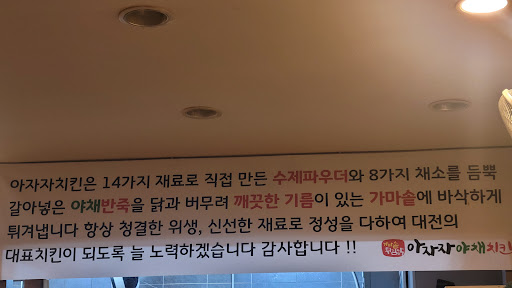 아자자치킨은 14가지 재료로 직접 만든 수제파우더와 8가지 채소를 듬뿍
갈아넣은 야채반죽을 닭과 버무려 깨끗한 기름이 있는 가마솥에 바삭하게
튀겨냅니다 항상 청결한 위생, 신선한 재료로 정성을 다하여 대전의
대표치킨이 되도록 늘 노력하겠습니다 감사합니다 !! 아자자야채치킨